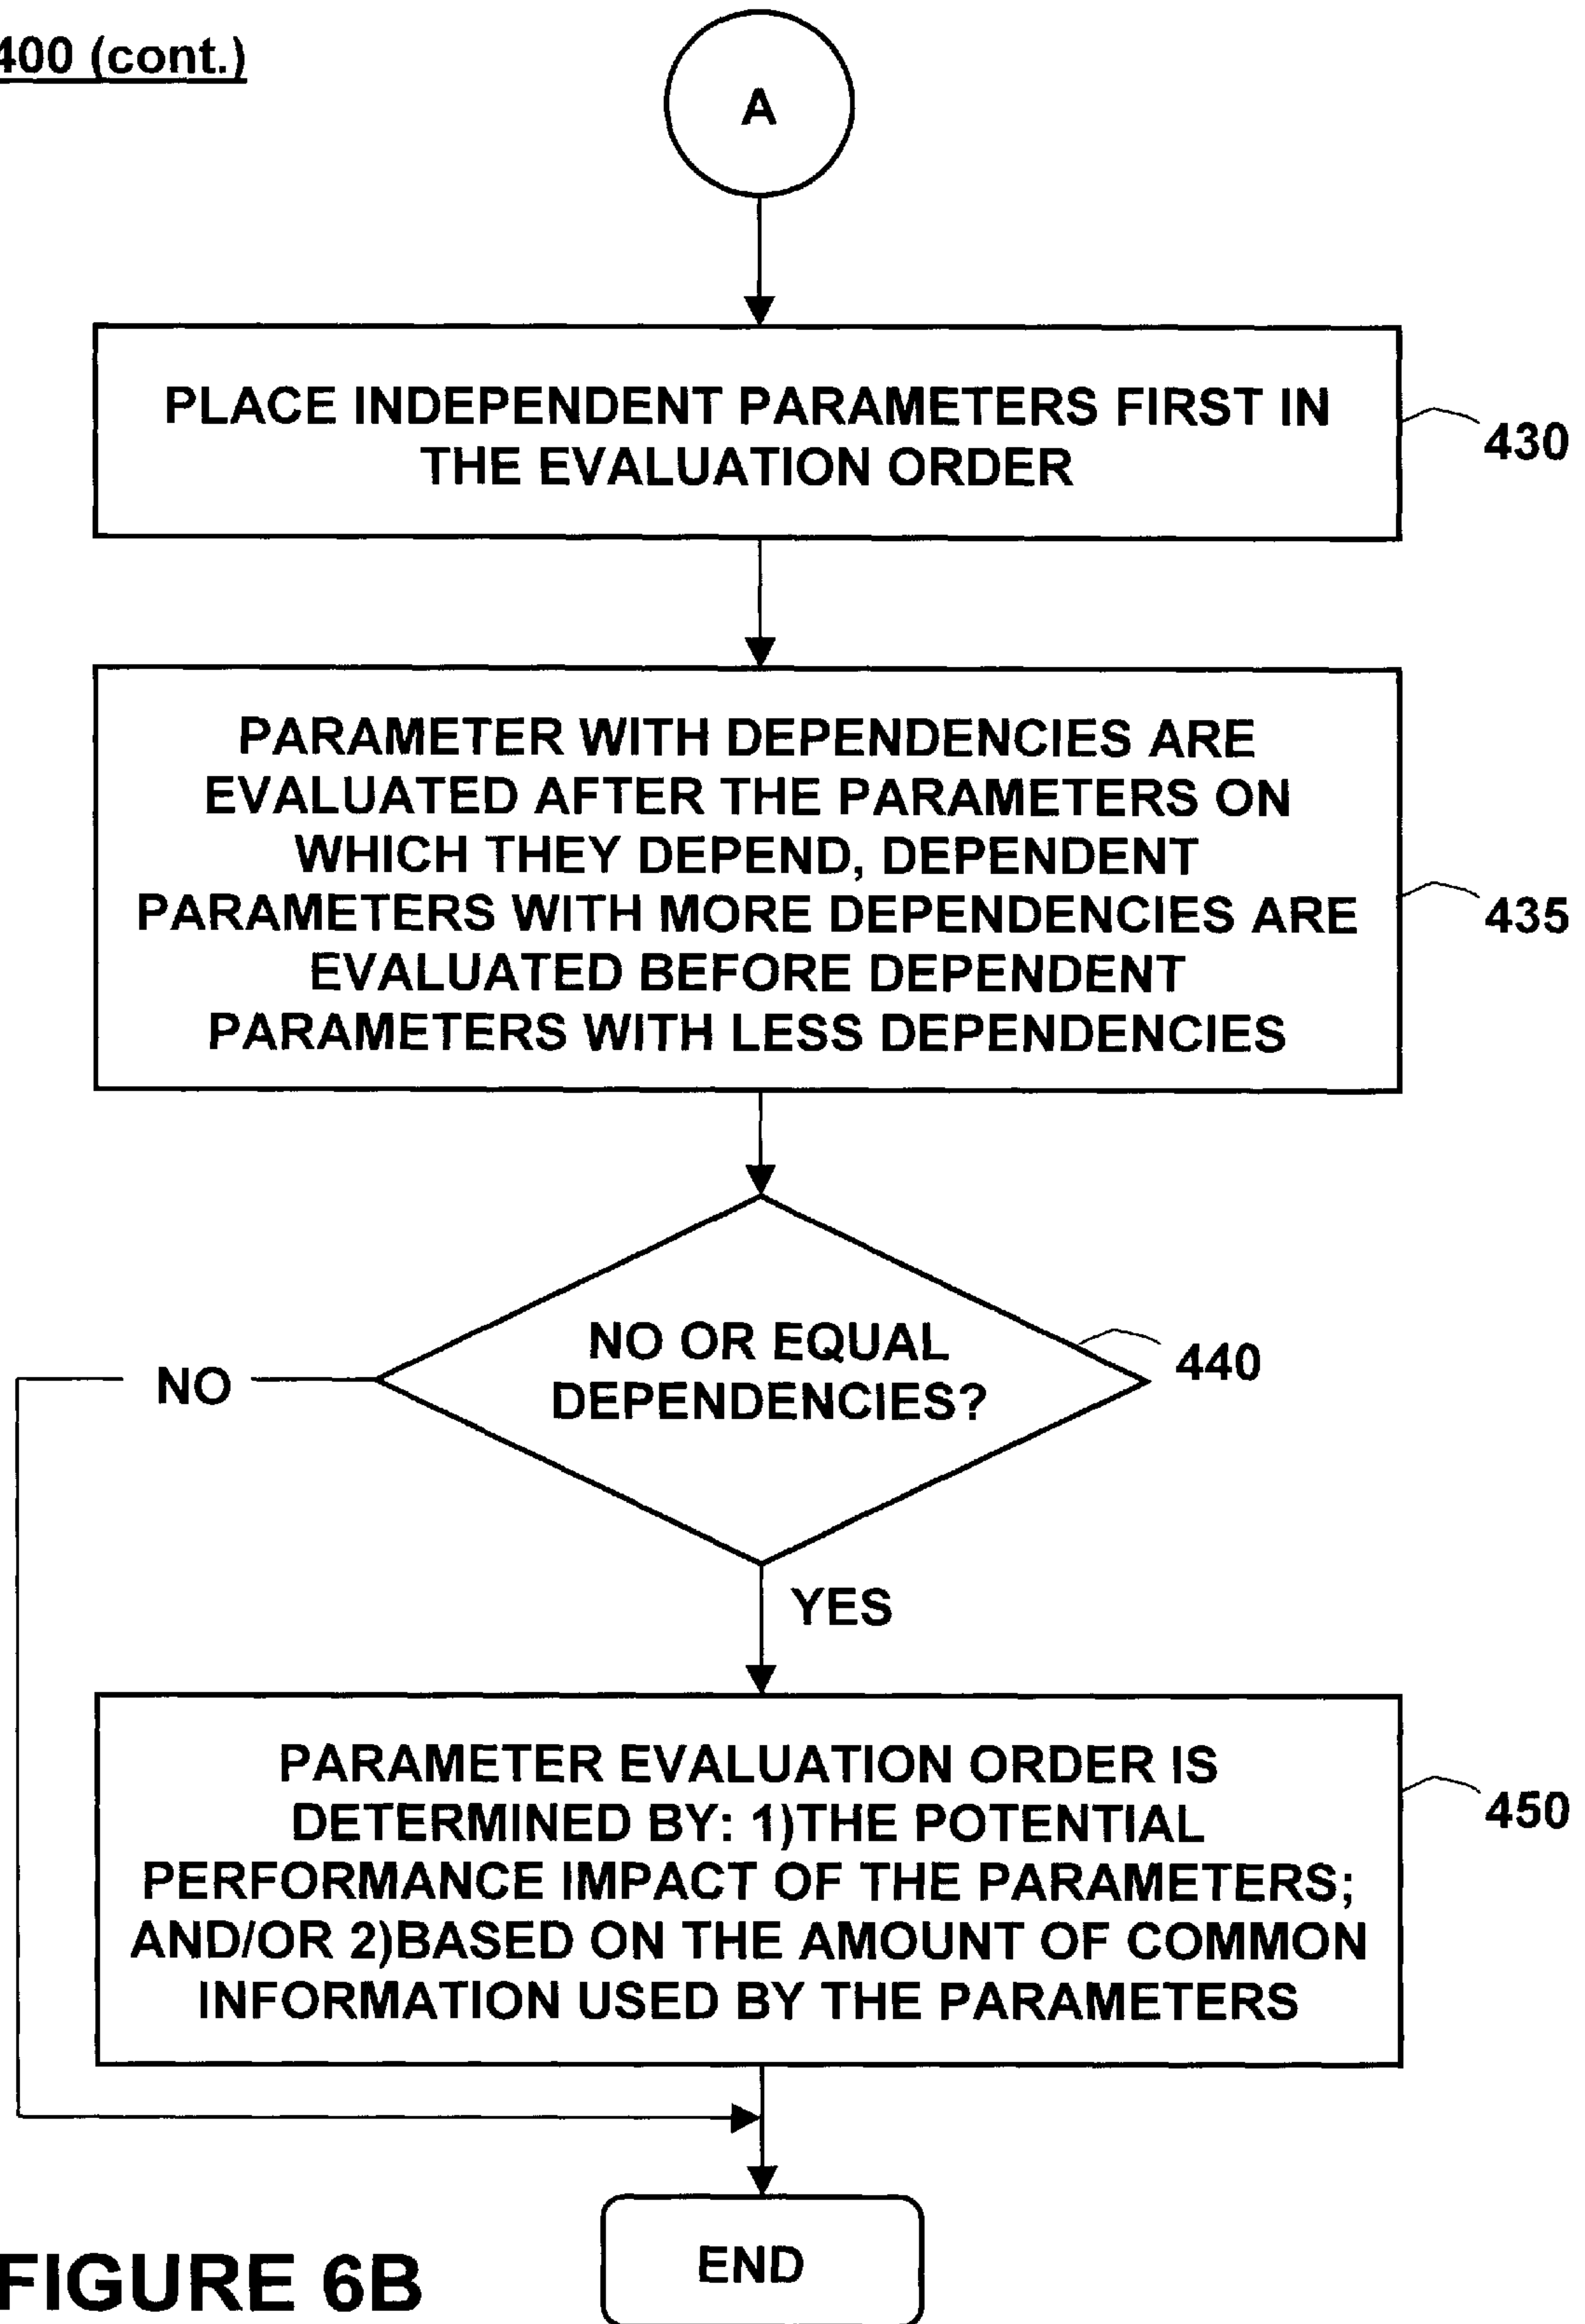 400 (cont.)
A
PLACE INDEPENDENT PARAMETERS FIRST IN
THE EVALUATION ORDER
430
PARAMETER WITH DEPENDENCIES ARE
EVALUATED AFTER THE PARAMETERS ON
WHICH THEY DEPEND, DEPENDENT
PARAMETERS WITH MORE DEPENDENCIES ARE
EVALUATED BEFORE DEPENDENT
PARAMETERS WITH LESS DEPENDENCIES
435
NO OR EQUAL
DEPENDENCIES?
440
NO
YES
PARAMETER EVALUATION ORDER IS
DETERMINED BY: 1)THE POTENTIAL
PERFORMANCE IMPACT OF THE PARAMETERS;
AND/OR 2)BASED ON THE AMOUNT OF COMMON
INFORMATION USED BY THE PARAMETERS
450
END
FIGURE 6B